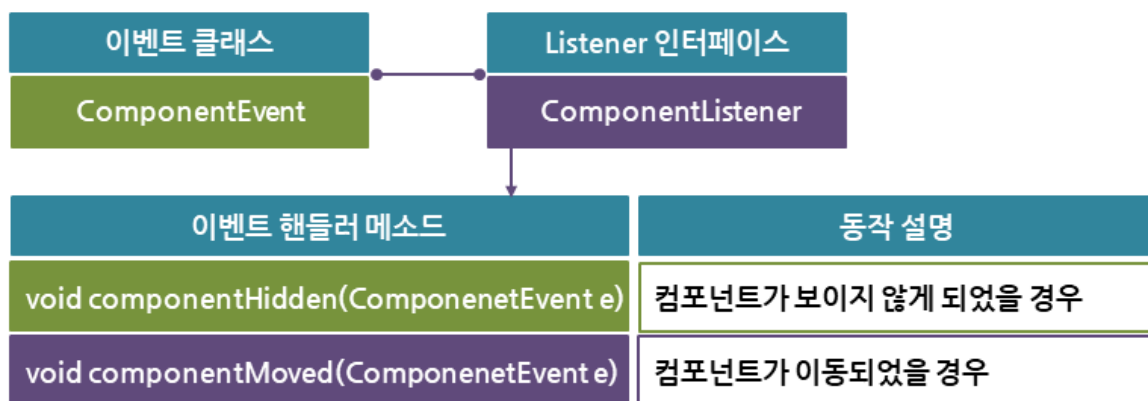 이벤트 클래스
Listener 인터페이스
ComponentEvent
ComponentListener
이벤트 핸들러 메소드
동작 설명
void componentHidden(ComponenetEvent e)
컴포넌트가 보이지 않게 되었을 경우
void componentMoved(ComponenetEvent e)
컴포넌트가 이동되었을 경우